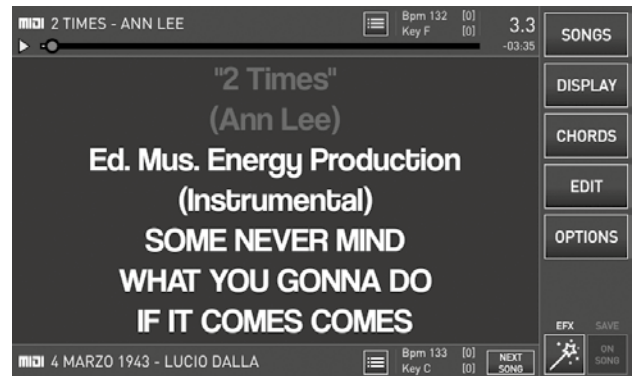 MIDI 2 TIMES - ANN LEE
Bpm 132 [0]
Key F [0]
3.3
-03:35
"2 Times"
(Ann Lee)
Ed. Mus. Energy Production
(Instrumental)
SOME NEVER MIND
WHAT YOU GONNA DO
IF IT COMES COMES
MIDI 4 MARZO 1943 - LUCIO DALLA
Bpm 133 [0]
Key C [0]
NEXT
SONG
SONGS
DISPLAY
CHORDS
EDIT
OPTIONS
EFX SAVE
ON
SONG